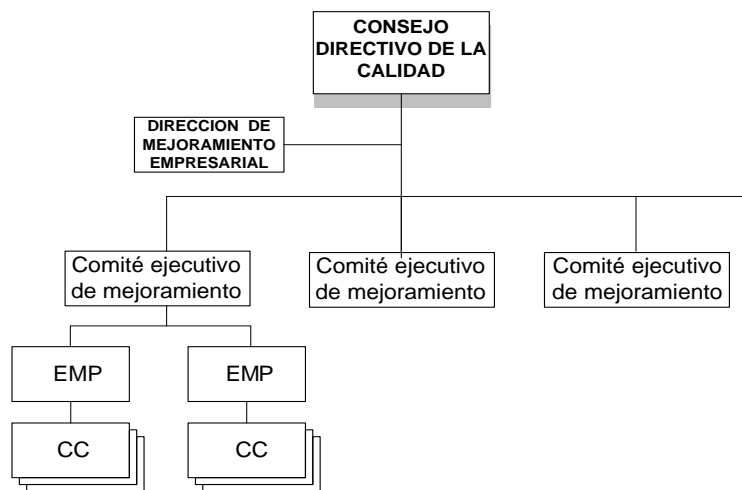 CONSEJO
DIRECTIVO DE LA
CALIDAD
DIRECCION DE
MEJORAMIENTO
EMPRESARIAL
Comité ejecutivo
de mejoramiento
Comité ejecutivo
de mejoramiento
Comité ejecutivo
de mejoramiento
EMP
EMP
CC
CC